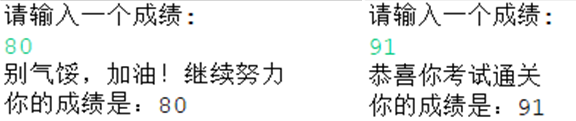 请输入一个成绩:
80
别气馁，加油！继续努力
你的成绩是：80
请输入一个成绩:
91
恭喜你考试通关
你的成绩是：91